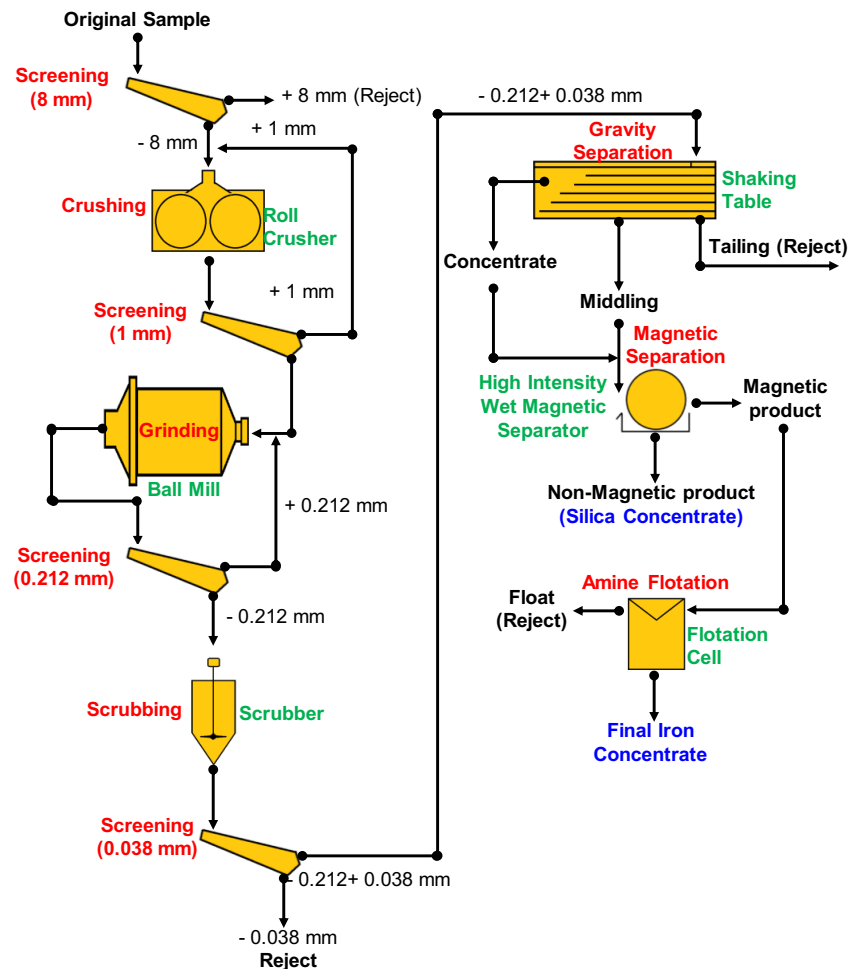 Original Sample
Screening
(8 mm)
+ 8 mm (Reject)
- 8 mm
+ 1 mm
Crushing
Roll
Crusher
+ 1 mm
Screening
(1 mm)
Grinding
Ball Mill
+ 0.212 mm
Screening
(0.212 mm)
- 0.212 mm
Scrubbing
Scrubber
Screening
(0.038 mm)
- 0.212+ 0.038 mm
- 0.038 mm
Reject
- 0.212+ 0.038 mm
Gravity
Separation
Shaking
Table
Tailing (Reject)
Concentrate
Middling
Magnetic
Separation
High Intensity
Wet Magnetic
Separator
Magnetic
product
Non-Magnetic product
(Silica Concentrate)
Amine Flotation
Float
(Reject)
Flotation
Cell
Final Iron
Concentrate